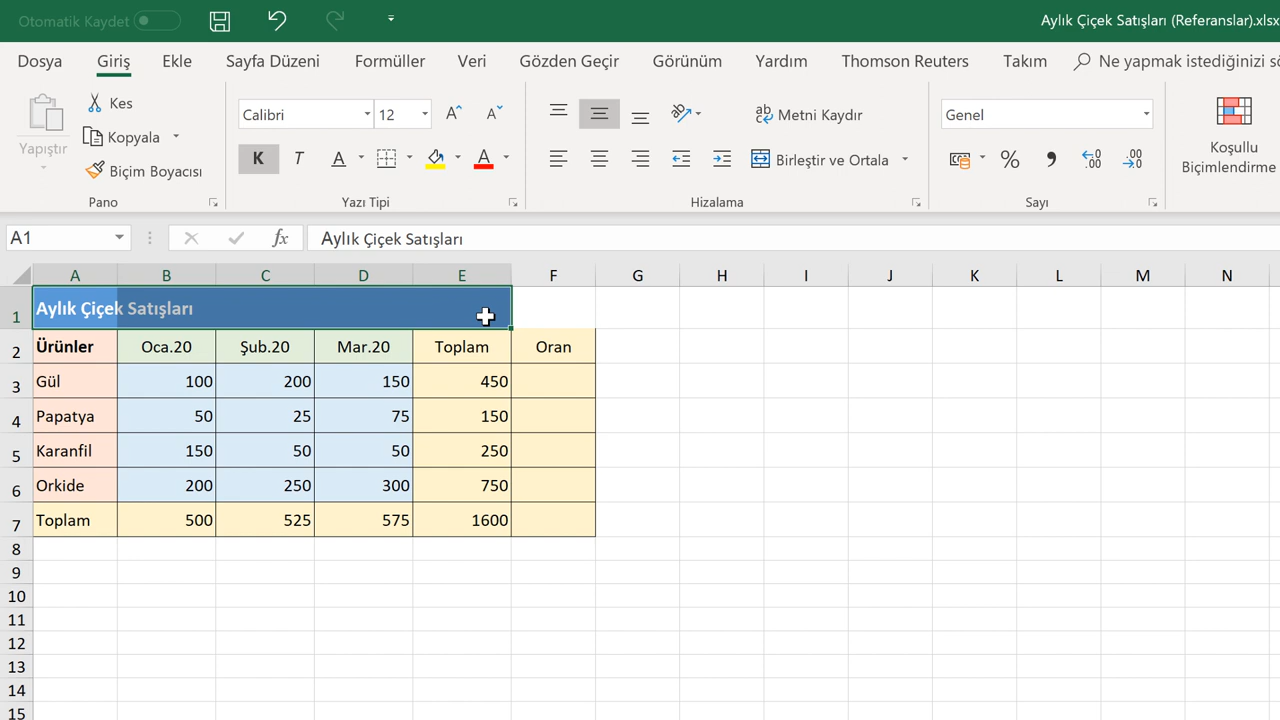 Otomatik Kaydet
Aylık Çiçek Satışları (Referanslar).xlsx
Dosya Giriş Ekle Sayfa Düzeni Formüller Veri Gözden Geçir Görünüm Yardım Thomson Reuters Takım Ne yapmak istediğinizi
Yapıştır
Kes
Kopyala
Biçim Boyacısı
Pano
Calibri 12
K T A A
Yazı Tipi
Metni Kaydır
Birleştir ve Ortala
Hizalama
Genel
Sayı
Koşullu
Biçimlendirme
A1 fx Aylık Çiçek Satışları
A B C D E F G H I J K L M N
1 Aylık Çiçek Satışları
2 Ürünler Oca.20 Şub.20 Mar.20 Toplam Oran
3 Gül 100 200 150 450
4 Papatya 50 25 75 150
5 Karanfil 150 50 50 250
6 Orkide 200 250 300 750
7 Toplam 500 525 575 1600
8
9
10
11
12
13
14
15